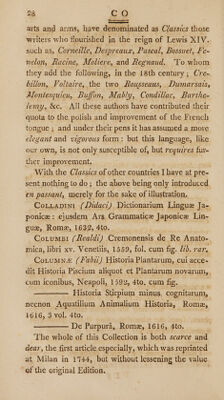 28 C O
arts and arms, have denominated as Classics those
writers who flourished in the reign of Lewis XIV.
such as, Corneille, Despreaux, Pascal, Bossuet, Fe-
nelon, Racine, Moliere, and Regnaud. To whom
they add the following, in the 18th century; Cre-
billon, Voltaire, the two Rousseaus, Dumarsais,
Montesquieu, Buffon, Mably, Condillac, Barthe-
lemy, &c. All these authors have contributed their
quota to the polish and improvement of the French
tongue; and under their pens it has assumed a more
elegant and vigorous form: but this language, like
our own, is not only susceptible of, but requires fur-
ther improvement.
With the Classics of other countries I have at pre-
sent nothing to do; the above being only introduced
en passant, merely for the sake of illustration.
COLLADINI (Didaci) Dictionarium Linguæ Ja-
ponicæ: ejusdem Ars Grammaticæ Japonicæ Lin-
guæ, Romæ, 1632, 4to.
COLUMBI (Realdi) Cremonensis de Re Anato-
mica, libri xv. Venetiis, 1559, fol. cum fig. lib. rar.
COLUMNÆ (Fabii) Historia Plantarum, cui acce-
dit Historia Piscium aliquot et Plantarum novarum,
cum iconibus, Neapoli, 1592, 4to. cum fig.
——— Historia Stirpium minus cognitarum,
necnon Aquatilium Animalium Historia, Romæ,
1616, 3 vol. 4to.
——— De Purpurâ, Romæ, 1616, 4to.
The whole of this Collection is both scarce and
dear, the first article especially, which was reprinted
at Milan in 1744, but without lessening the value
of the original Edition.